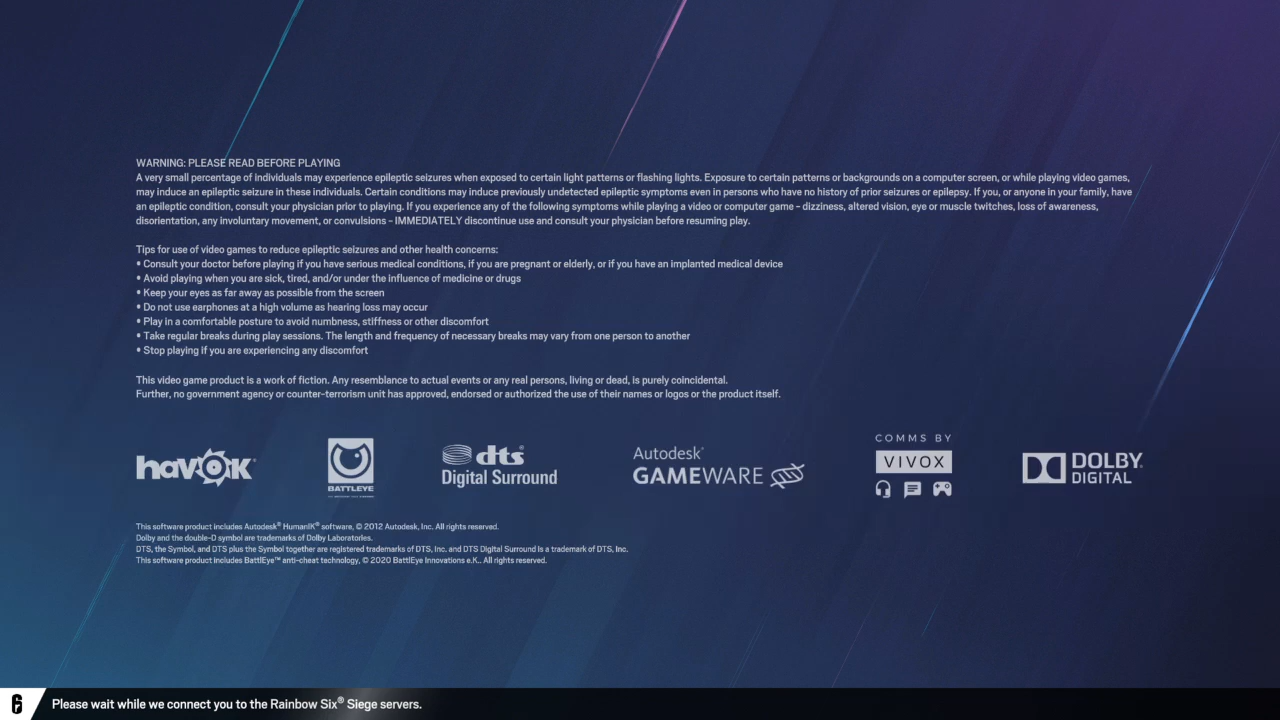 WARNING: PLEASE READ BEFORE PLAYING
A very small percentage of individuals may experience epileptic seizures when exposed to certain light patterns or flashing lights. Exposure to certain patterns or backgrounds on a computer screen, or while playing video games,
may induce an epileptic seizure in these individuals. Certain conditions may induce previously undetected epileptic symptoms even in persons who have no history of prior seizures or epilepsy. If you, or anyone in your family, have
an epileptic condition, consult your physician prior to playing. If you experience any of the following symptoms while playing a video or computer game - dizziness, altered vision, eye or muscle twitches, loss of awareness,
disorientation, any involuntary movement, or convulsions - IMMEDIATELY discontinue use and consult your physician before resuming play.
Tips for use of video games to reduce epileptic seizures and other health concerns:
• Consult your doctor before playing if you have serious medical conditions, if you are pregnant or elderly, or if you have an implanted medical device
• Avoid playing when you are sick, tired, and/or under the influence of medicine or drugs
• Keep your eyes as far away as possible from the screen
• Do not use earphones at a high volume as hearing loss may occur
• Play in a comfortable posture to avoid numbness, stiffness or other discomfort
• Take regular breaks during play sessions. The length and frequency of necessary breaks may vary from one person to another
• Stop playing if you are experiencing any discomfort
This video game product is a work of fiction. Any resemblance to actual events or any real persons, living or dead, is purely coincidental.
Further, no government agency or counter-terrorism unit has approved, endorsed or authorized the use of their names or logos or the product itself.
havok®
BATTLEYE
dts®
Digital Surround
Autodesk®
GAMEWARE
COMMS BY
VIVOX
DOLBY®
DIGITAL
This software product includes Autodesk® HumanIK® software, © 2012 Autodesk, Inc. All rights reserved.
Dolby and the double-D symbol are trademarks of Dolby Laboratories.
DTS, the Symbol, and DTS plus the Symbol together are registered trademarks of DTS, Inc. and DTS Digital Surround is a trademark of DTS, Inc.
This software product includes BattlEye™ anti-cheat technology, © 2020 BattlEye Innovations e.K.. All rights reserved.
6 Please wait while we connect you to the Rainbow Six® Siege servers.